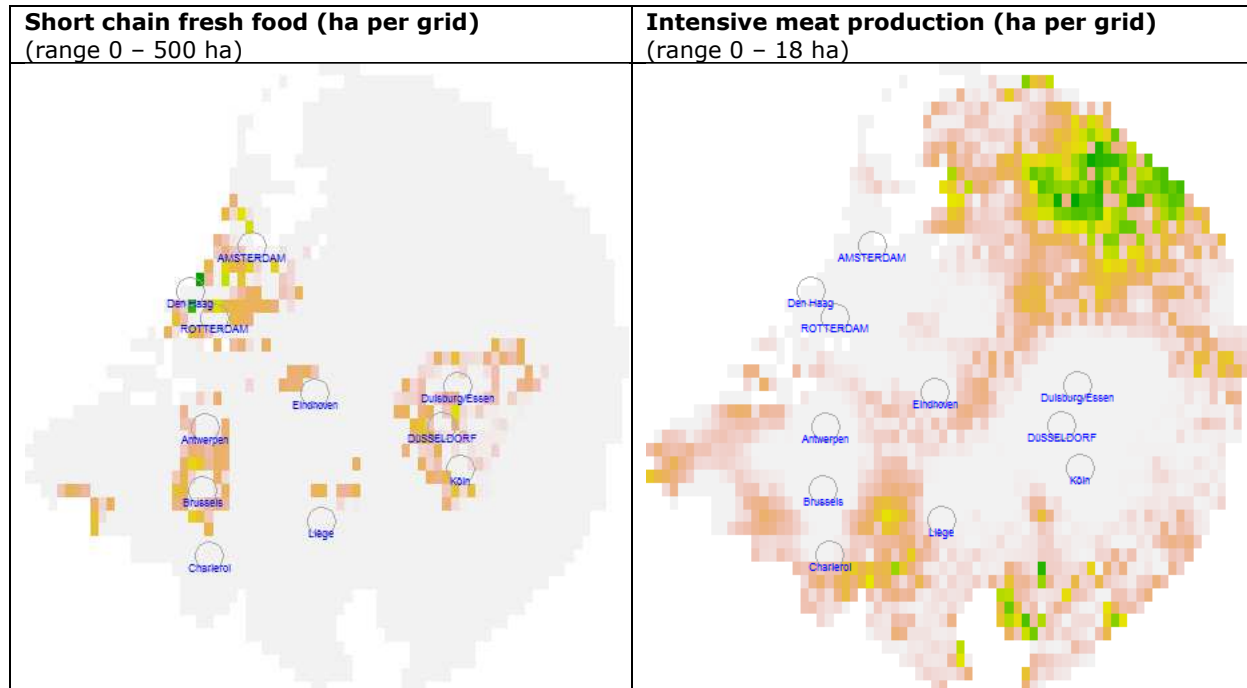 Short chain fresh food (ha per grid)
(range 0 – 500 ha)
AMSTERDAM
Den Haag
ROTTERDAM
Eindhoven
Duisburg/Essen
Antwerpen
DüSSELDORF
Köln
Brussels
Liège
Charleroi
Intensive meat production (ha per grid)
(range 0 – 18 ha)
AMSTERDAM
Den Haag
ROTTERDAM
Eindhoven
Duisburg/Essen
Antwerpen
DüSSELDORF
Köln
Brussels
Liège
Charleroi